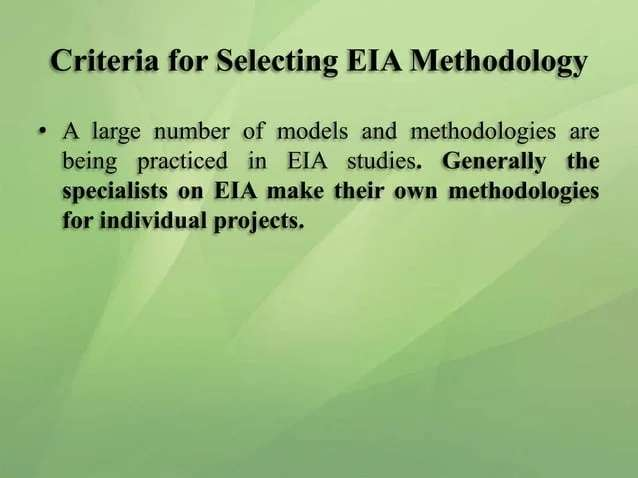 Criteria for Selecting EIA Methodology
• A large number of models and methodologies are
being practiced in EIA studies. Generally the
specialists on EIA make their own methodologies
for individual projects.